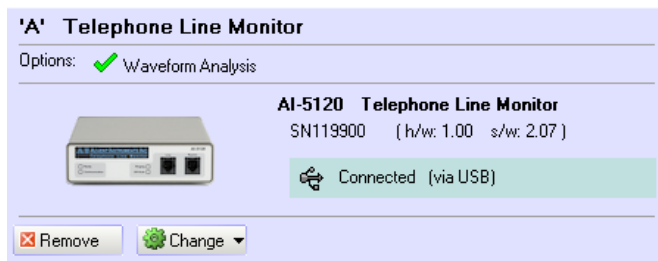 'A' Telephone Line Monitor
Options: Waveform Analysis
AI-5120 Telephone Line Monitor
SN119900 ( h/w: 1.00 s/w: 2.07 )
Connected (via USB)
Remove Change